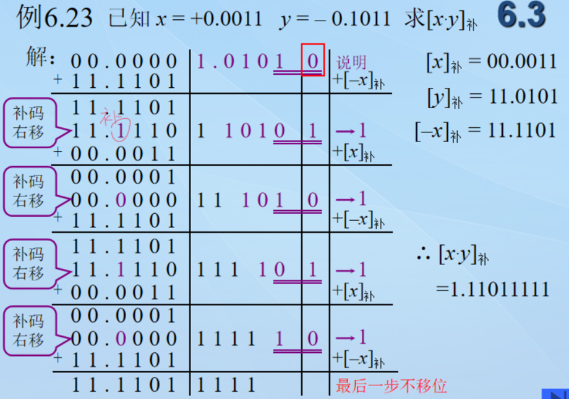 例6.23 已知 x = +0.0011 y = – 0.1011 求[x·y]补 6.3
解: 00.0000 1.0101 0 说明 [x]补 = 00.0011
+ 11.1101 +[–x]补
11.1101 [y]补 = 11.0101
补码右移 补 11.1110 1 1010 1 →1 [–x]补 = 11.1101
+ 00.0011 +[x]补
00.0001
补码右移 00.0000 11 101 0 →1
+ 11.1101 +[–x]补
11.1101 ∴ [x·y]补
补码右移 11.1110 111 10 1 →1
+ 00.0011 +[x]补 =1.11011111
00.0001
补码右移 00.0000 1111 1 0 →1
+ 11.1101 +[–x]补
11.1101 1111 最后一步不移位